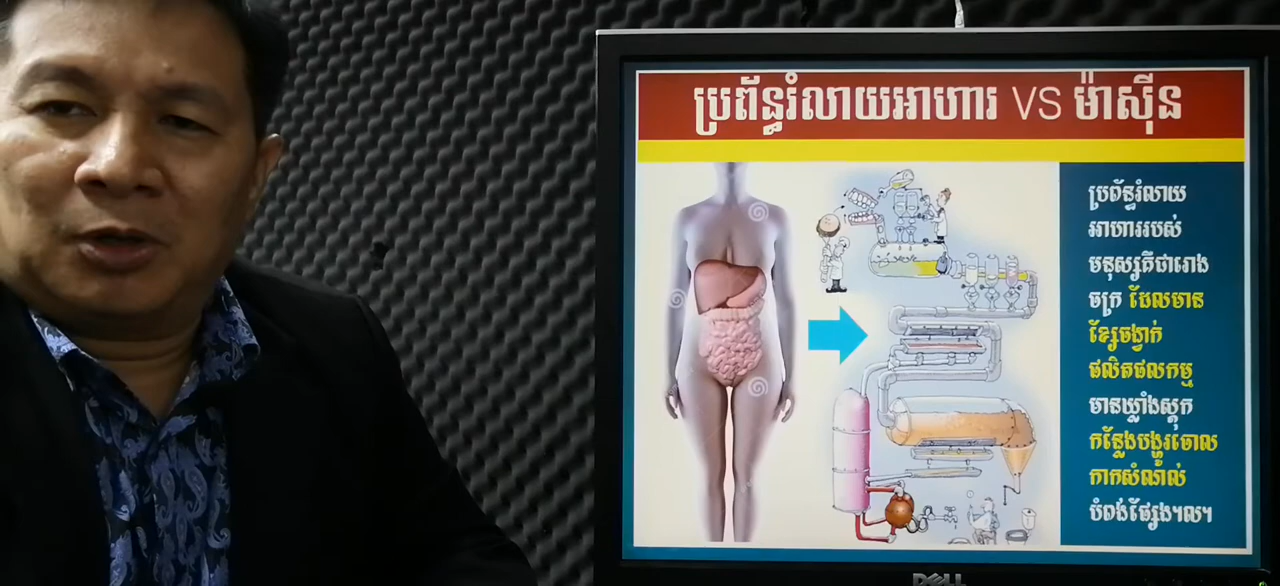 ប្រព័ន្ធរំលាយអាហារ VS ម៉ាស៊ីន
ប្រព័ន្ធរំលាយ
អាហាររបស់
មនុស្សគឺជារោង
ចក្រ ដែលមាន
ខ្សែចង្វាក់
ផលិតផលកម្ម
មានឃ្លាំងស្តុក
កន្លែងបង្ហូរចោល
កាកសំណល់
បំពង់ផ្សែង។ល។
DELL